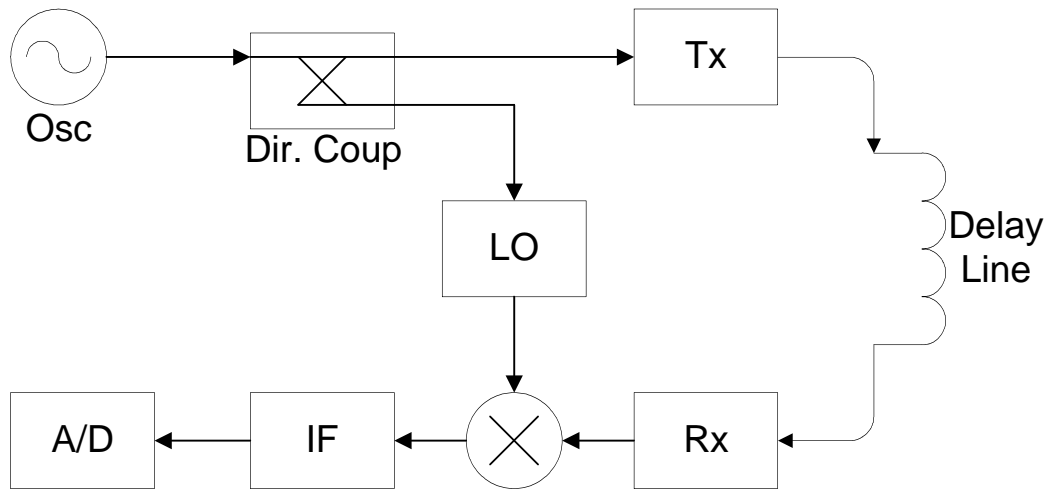 Osc
Dir. Coup
Tx
LO
Delay
Line
A/D
IF
Rx